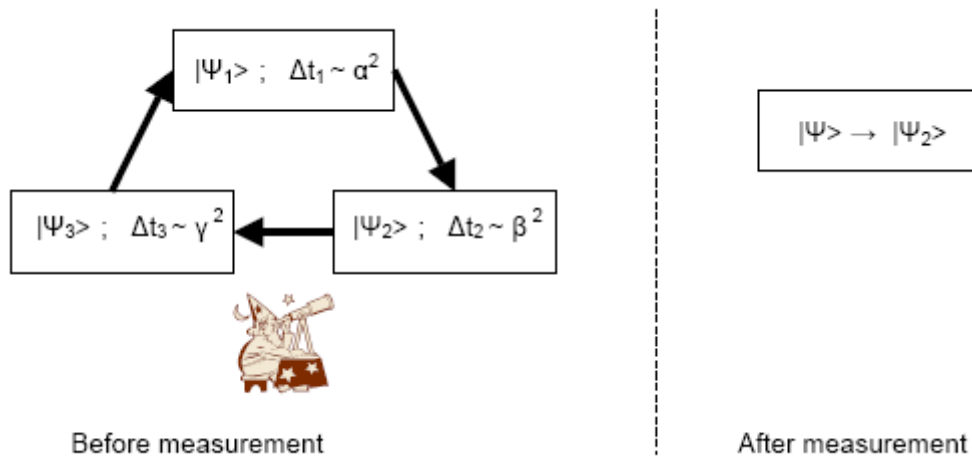 |Ψ₁> ; Δt₁ ~ α²
|Ψ₃> ; Δt₃ ~ γ²
|Ψ₂> ; Δt₂ ~ β²
Before measurement
|Ψ> → |Ψ₂>
After measurement